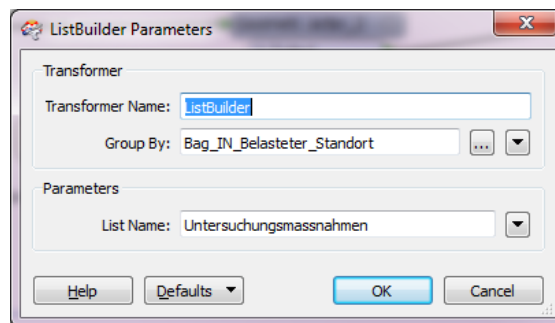 ListBuilder Parameters
Transformer
Transformer Name: ListBuilder
Group By: Bag_IN_Belasteter_Standort ...
Parameters
List Name: Untersuchungsmassnahmen
Help Defaults OK Cancel